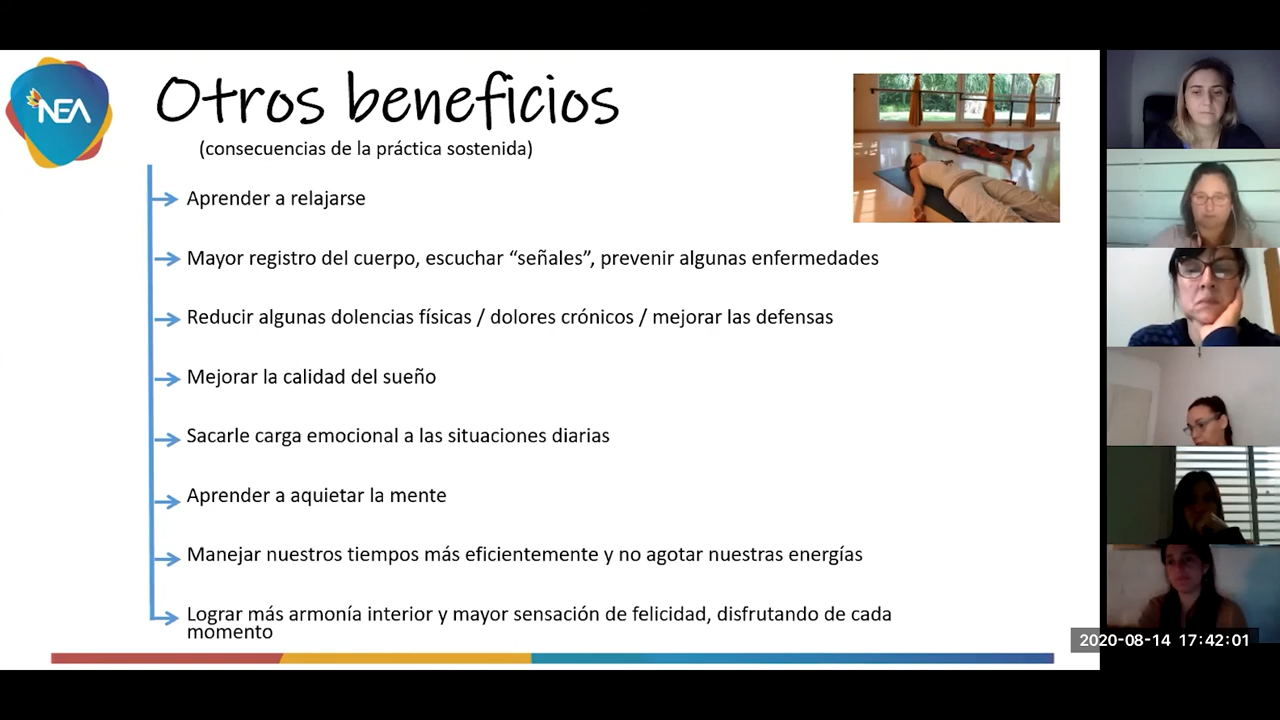 NEA
Otros beneficios
(consecuencias de la práctica sostenida)
Aprender a relajarse
Mayor registro del cuerpo, escuchar “señales”, prevenir algunas enfermedades
Reducir algunas dolencias físicas / dolores crónicos / mejorar las defensas
Mejorar la calidad del sueño
Sacarle carga emocional a las situaciones diarias
Aprender a aquietar la mente
Manejar nuestros tiempos más eficientemente y no agotar nuestras energías
Lograr más armonía interior y mayor sensación de felicidad, disfrutando de cada
momento
2020-08-14 17:42:01